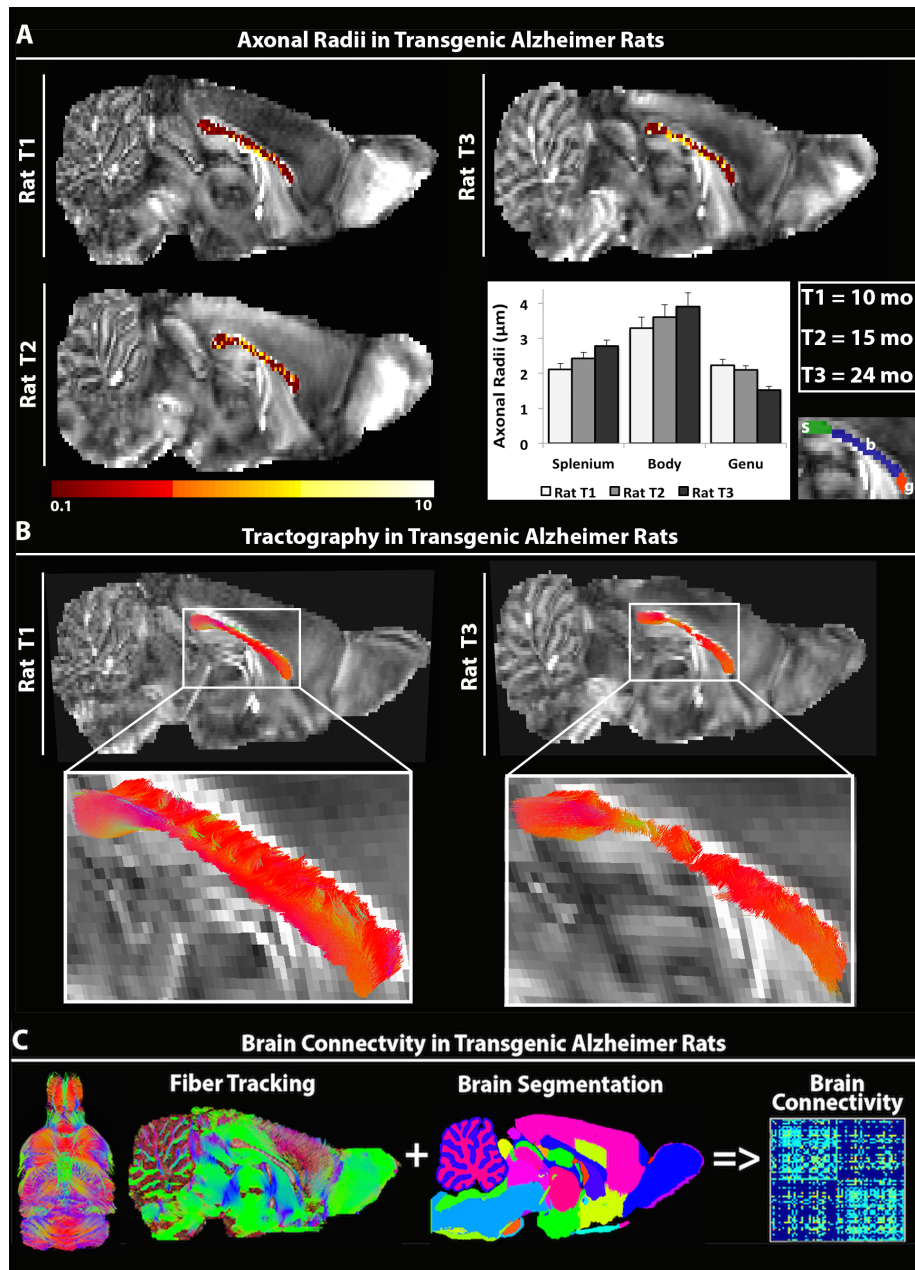 A
Axonal Radii in Transgenic Alzheimer Rats
Rat T1
Rat T3
Rat T2
0.1
10
Axonal Radii (μm)
4
3
2
1
0
Splenium
Body
Genu
Rat T1
Rat T2
Rat T3
T1 = 10 mo
T2 = 15 mo
T3 = 24 mo
s
b
g
B
Tractography in Transgenic Alzheimer Rats
Rat T1
Rat T3
C
Brain Connectvity in Transgenic Alzheimer Rats
Fiber Tracking
Brain Segmentation
Brain
Connectivity
+
=>